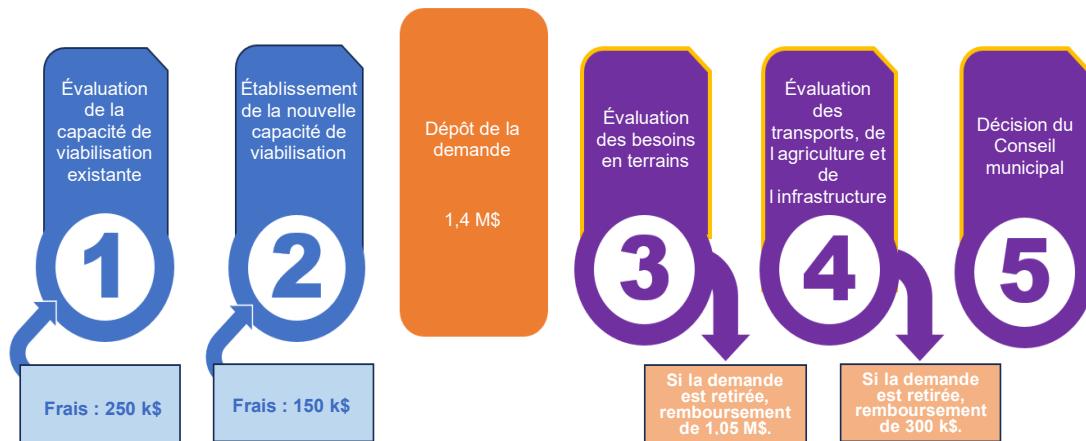 Évaluation
de la
capacité de
viabilisation
existante
1
Frais : 250 k$
Établissement
de la nouvelle
capacité de
viabilisation
2
Frais : 150 k$
Dépôt de la
demande
1,4 M$
Évaluation
des besoins
en terrains
3
Si la demande
est retirée,
remboursement
de 1,05 M$.
Évaluation
des
transports, de
l agriculture et
de
l infrastructure
4
Si la demande
est retirée,
remboursement
de 300 k$.
Décision du
Conseil
municipal
5